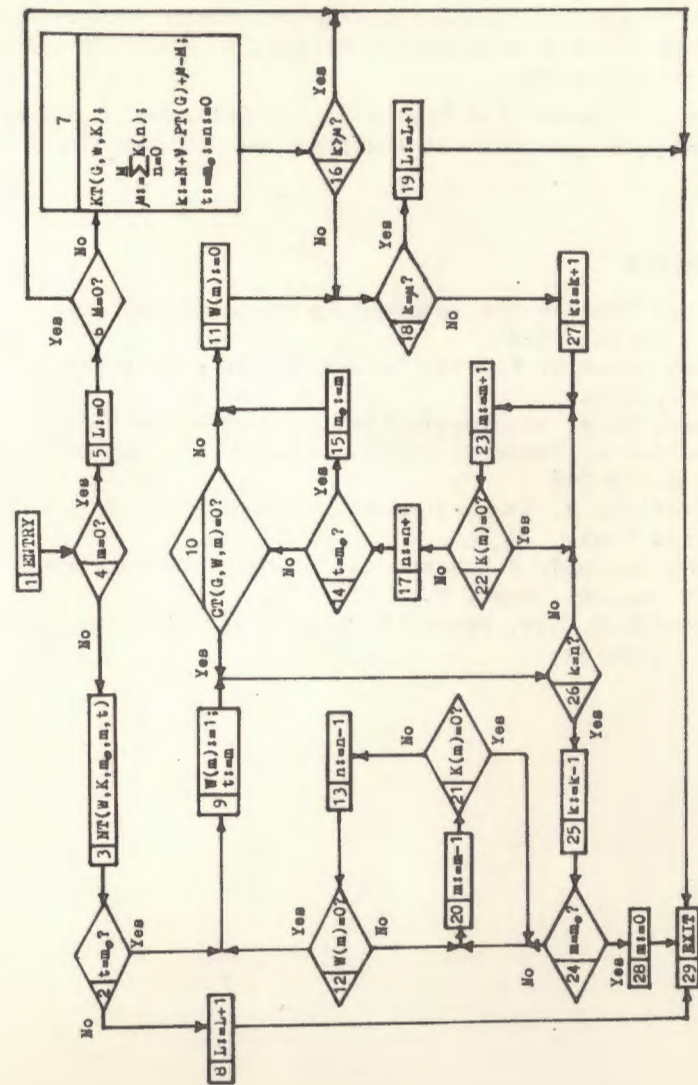 1 ENTRY
4 m=0?
Yes
No
5 L:=0
6 M=0?
Yes
No
7
KT(G,W,K);
M
μ:=∑K(n);
n=0
k:=N+M-PT(G)+μ-M;
t:=m₀:=n:=0
3 NT(W,K,m₀,m,t)
2 t=m₀?
No
Yes
8 L:=L+1
9 W(m):=1;
t:=m
10
CT(G,W,m)=0?
Yes
No
11 W(m):=0
16 k>μ?
Yes
No
12 W(m)=0?
Yes
No
13 n:=n-1
14 t=m₀?
Yes
No
15 m₀:=m
18 k=μ?
Yes
No
19 L:=L+1
20 m:=m-1
21 K(m)=0?
No
Yes
17 n:=n+1
22 K(m)=0?
No
Yes
23 m:=m+1
27 k:=k+1
24 m=m₀?
No
Yes
25 k:=k-1
26 k=n?
Yes
No
28 m:=0
29 EXIT